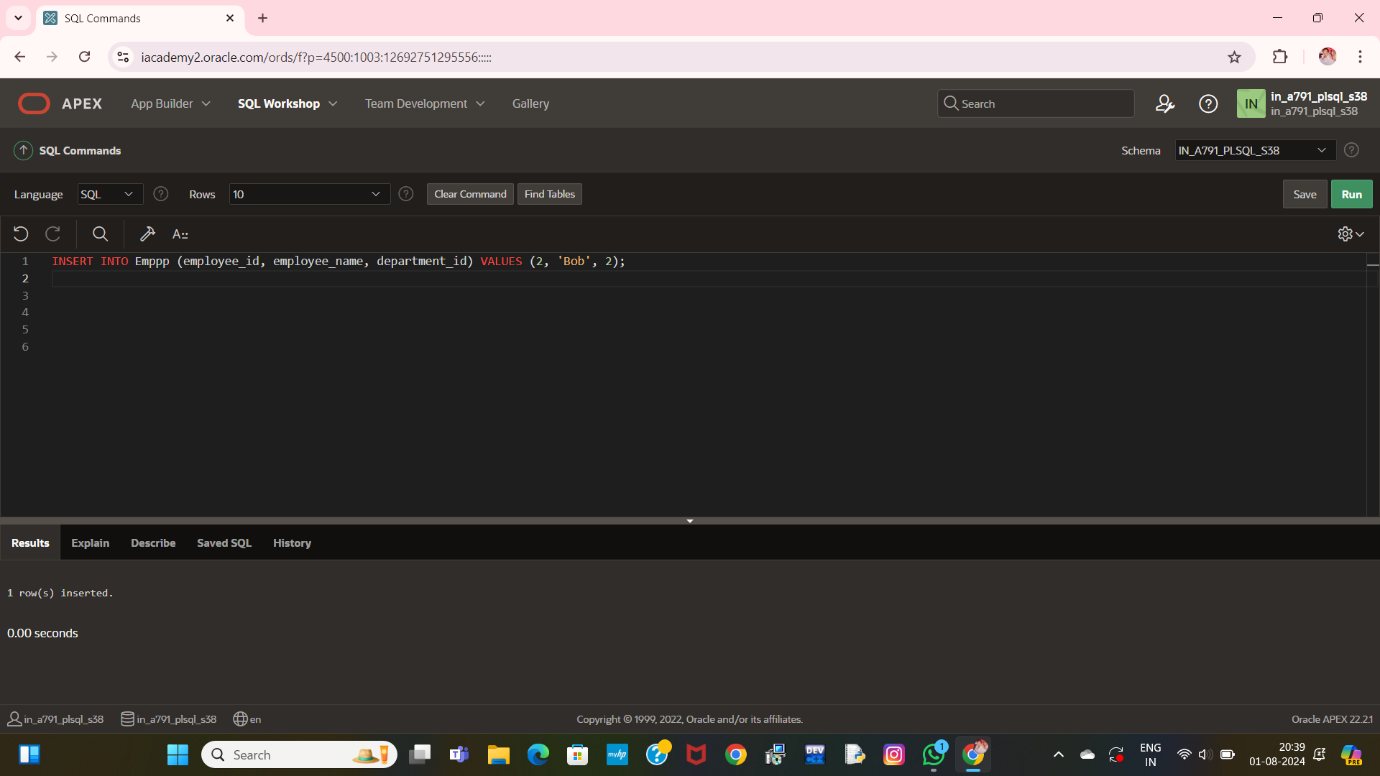 SQL Commands
iacademy2.oracle.com/ords/f?p=4500:1003:12692751295556:::::
APEX App Builder SQL Workshop Team Development Gallery Search IN in_a791_plsql_s38
in_a791_plsql_s38
SQL Commands Schema IN_A791_PLSQL_S38
Language SQL Rows 10 Clear Command Find Tables Save Run
A::
1 INSERT INTO Emppp (employee_id, employee_name, department_id) VALUES (2, 'Bob', 2);
2
3
4
5
6
Results Explain Describe Saved SQL History
1 row(s) inserted.
0.00 seconds
in_a791_plsql_s38 in_a791_plsql_s38 en Copyright © 1999, 2022, Oracle and/or its affiliates. Oracle APEX 22.2.1
Search myhp DEV 1 ENG 20:39 PRE
IN 01-08-2024